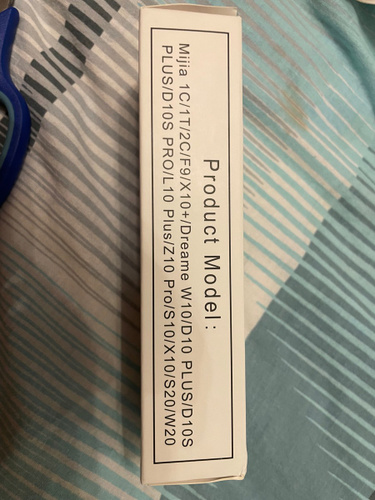 Product Model:
Mijia 1C/1T/2C/F9/X10+/Dreame W10/D10 PLUS/D10S
PLUS/D10S PRO/L10 Plus/Z10 Pro/S10/X10/S20/W20